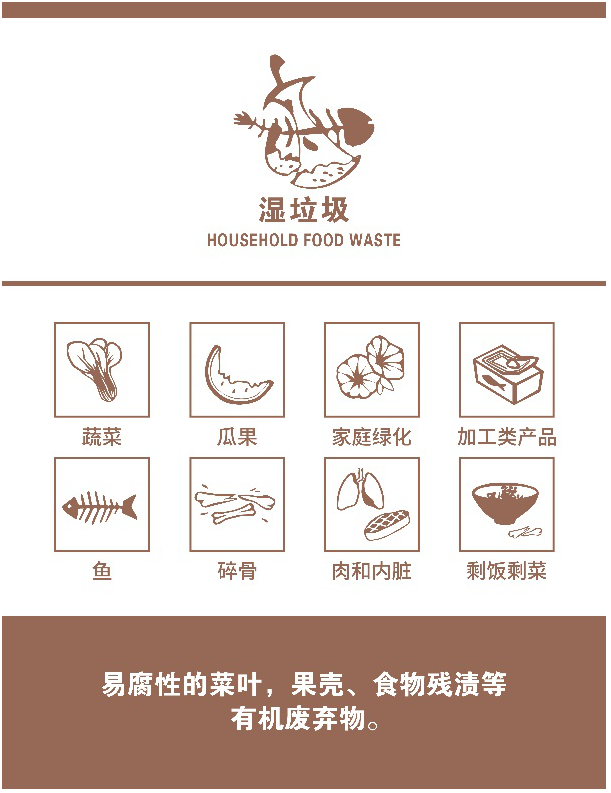 湿垃圾
HOUSEHOLD FOOD WASTE
蔬菜
瓜果
家庭绿化
加工类产品
鱼
碎骨
肉和内脏
剩饭剩菜
易腐性的菜叶，果壳、食物残渍等
有机废弃物。